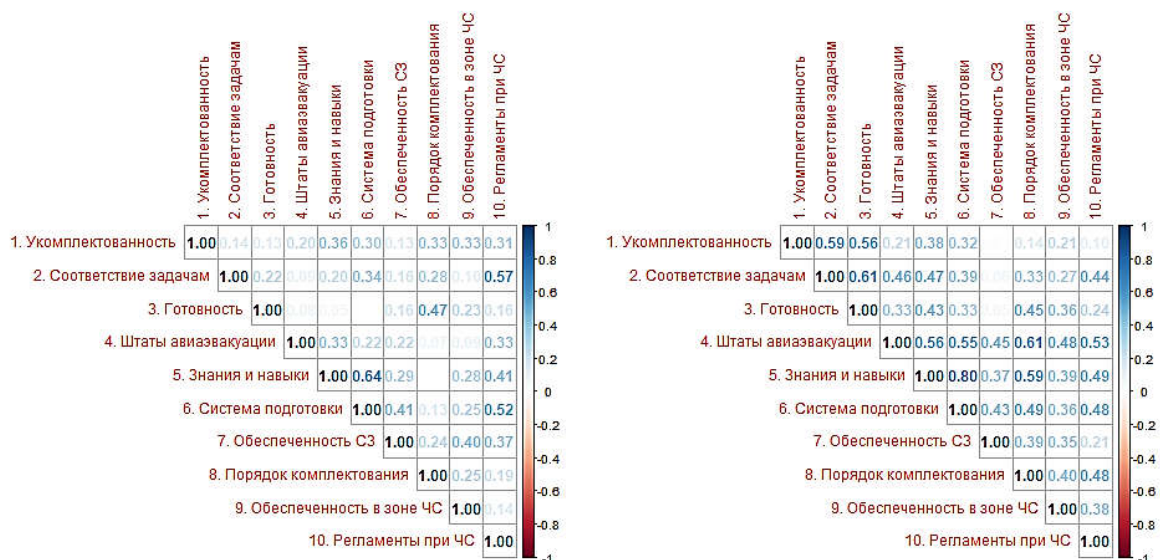 1. Укомплектованность
2. Соответствие задачам
3. Готовность
4. Штаты авиаэвакуации
5. Знания и навыки
6. Система подготовки
7. Обеспеченность СЗ
8. Порядок комплектования
9. Обеспеченность в зоне ЧС
10. Регламенты при ЧС
1. Укомплектованность 1.00 0.14 0.13 0.20 0.36 0.30 0.13 0.33 0.33 0.31
2. Соответствие задачам 1.00 0.22 0.20 0.34 0.16 0.28 0.57
3. Готовность 1.00 0.16 0.47 0.23 0.16
4. Штаты авиаэвакуации 1.00 0.33 0.22 0.22 0.33
5. Знания и навыки 1.00 0.64 0.29 0.28 0.41
6. Система подготовки 1.00 0.41 0.13 0.25 0.52
7. Обеспеченность СЗ 1.00 0.24 0.40 0.37
8. Порядок комплектования 1.00 0.25 0.19
9. Обеспеченность в зоне ЧС 1.00 0.14
10. Регламенты при ЧС 1.00
1
0.8
0.6
0.4
0.2
0
-0.2
-0.4
-0.6
-0.8
-1
1. Укомплектованность
2. Соответствие задачам
3. Готовность
4. Штаты авиаэвакуации
5. Знания и навыки
6. Система подготовки
7. Обеспеченность СЗ
8. Порядок комплектования
9. Обеспеченность в зоне ЧС
10. Регламенты при ЧС
1. Укомплектованность 1.00 0.59 0.56 0.21 0.38 0.32 0.14 0.21 0.10
2. Соответствие задачам 1.00 0.61 0.46 0.47 0.39 0.33 0.27 0.44
3. Готовность 1.00 0.33 0.43 0.33 0.45 0.36 0.24
4. Штаты авиаэвакуации 1.00 0.56 0.55 0.45 0.61 0.48 0.53
5. Знания и навыки 1.00 0.80 0.37 0.59 0.39 0.49
6. Система подготовки 1.00 0.43 0.49 0.36 0.48
7. Обеспеченность СЗ 1.00 0.39 0.35 0.21
8. Порядок комплектования 1.00 0.40 0.48
9. Обеспеченность в зоне ЧС 1.00 0.38
10. Регламенты при ЧС 1.00
1
0.8
0.6
0.4
0.2
0
-0.2
-0.4
-0.6
-0.8
-1